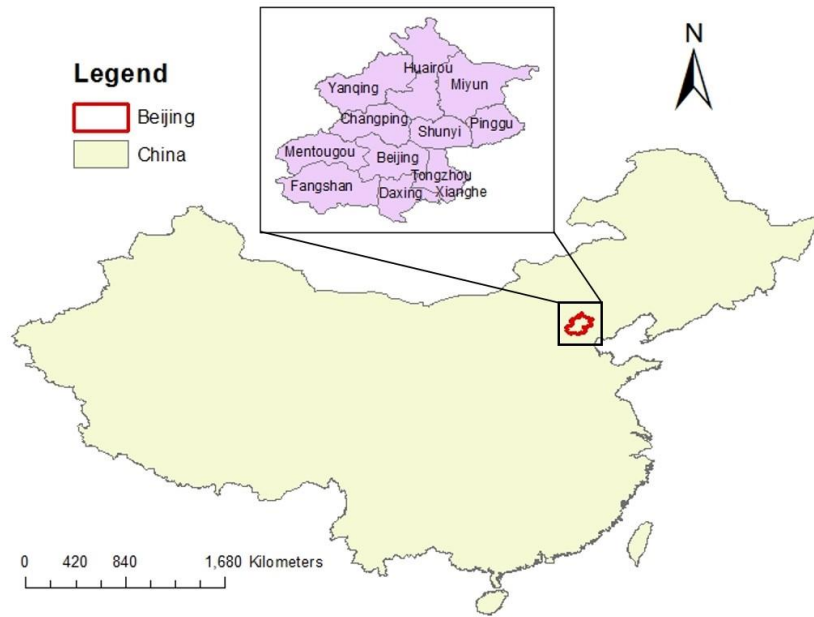 Legend
Beijing
China
N
Huairou
Miyun
Yanqing
Changping
Shunyi
Pinggu
Mentougou
Beijing
Tongzhou
Fangshan
Daxing
Xianghe
0 420 840 1,680 Kilometers